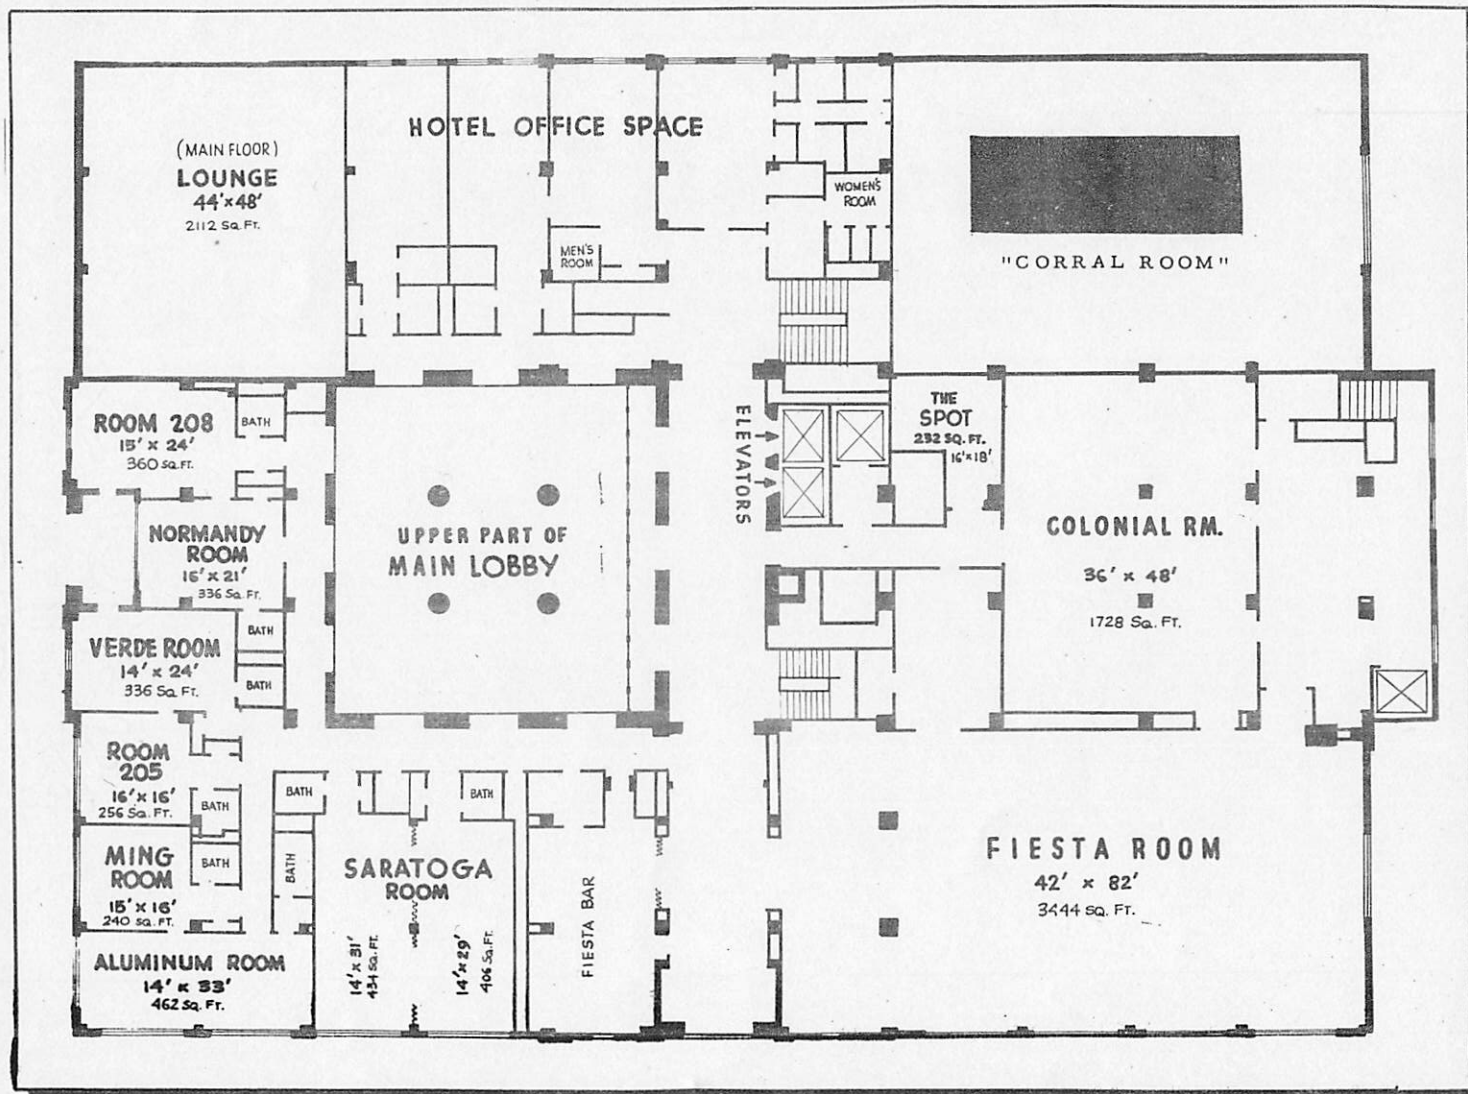 HOTEL OFFICE SPACE
(MAIN FLOOR)
LOUNGE
44'x48'
2112 SQ. FT.
MEN'S
ROOM
WOMEN'S
ROOM
"CORRAL ROOM"
ROOM 208
15' x 24'
360 SQ. FT.
BATH
NORMANDY
ROOM
16' x 21'
336 SQ. FT.
VERDE ROOM
14' x 24'
336 SQ. FT.
BATH
BATH
UPPER PART OF
MAIN LOBBY
ELEVATORS
THE
SPOT
232 SQ. FT.
16'x18'
COLONIAL RM.
36' x 48'
1728 SQ. FT.
ROOM
205
16' x 16'
256 SQ. FT.
BATH
MING
ROOM
15' x 16'
240 SQ. FT.
BATH
ALUMINUM ROOM
14' x 33'
462 SQ. FT.
BATH
BATH
BATH
SARATOGA
ROOM
14' x 31'
434 SQ. FT.
14' x 29'
406 SQ. FT.
FIESTA BAR
FIESTA ROOM
42' x 82'
3444 SQ. FT.